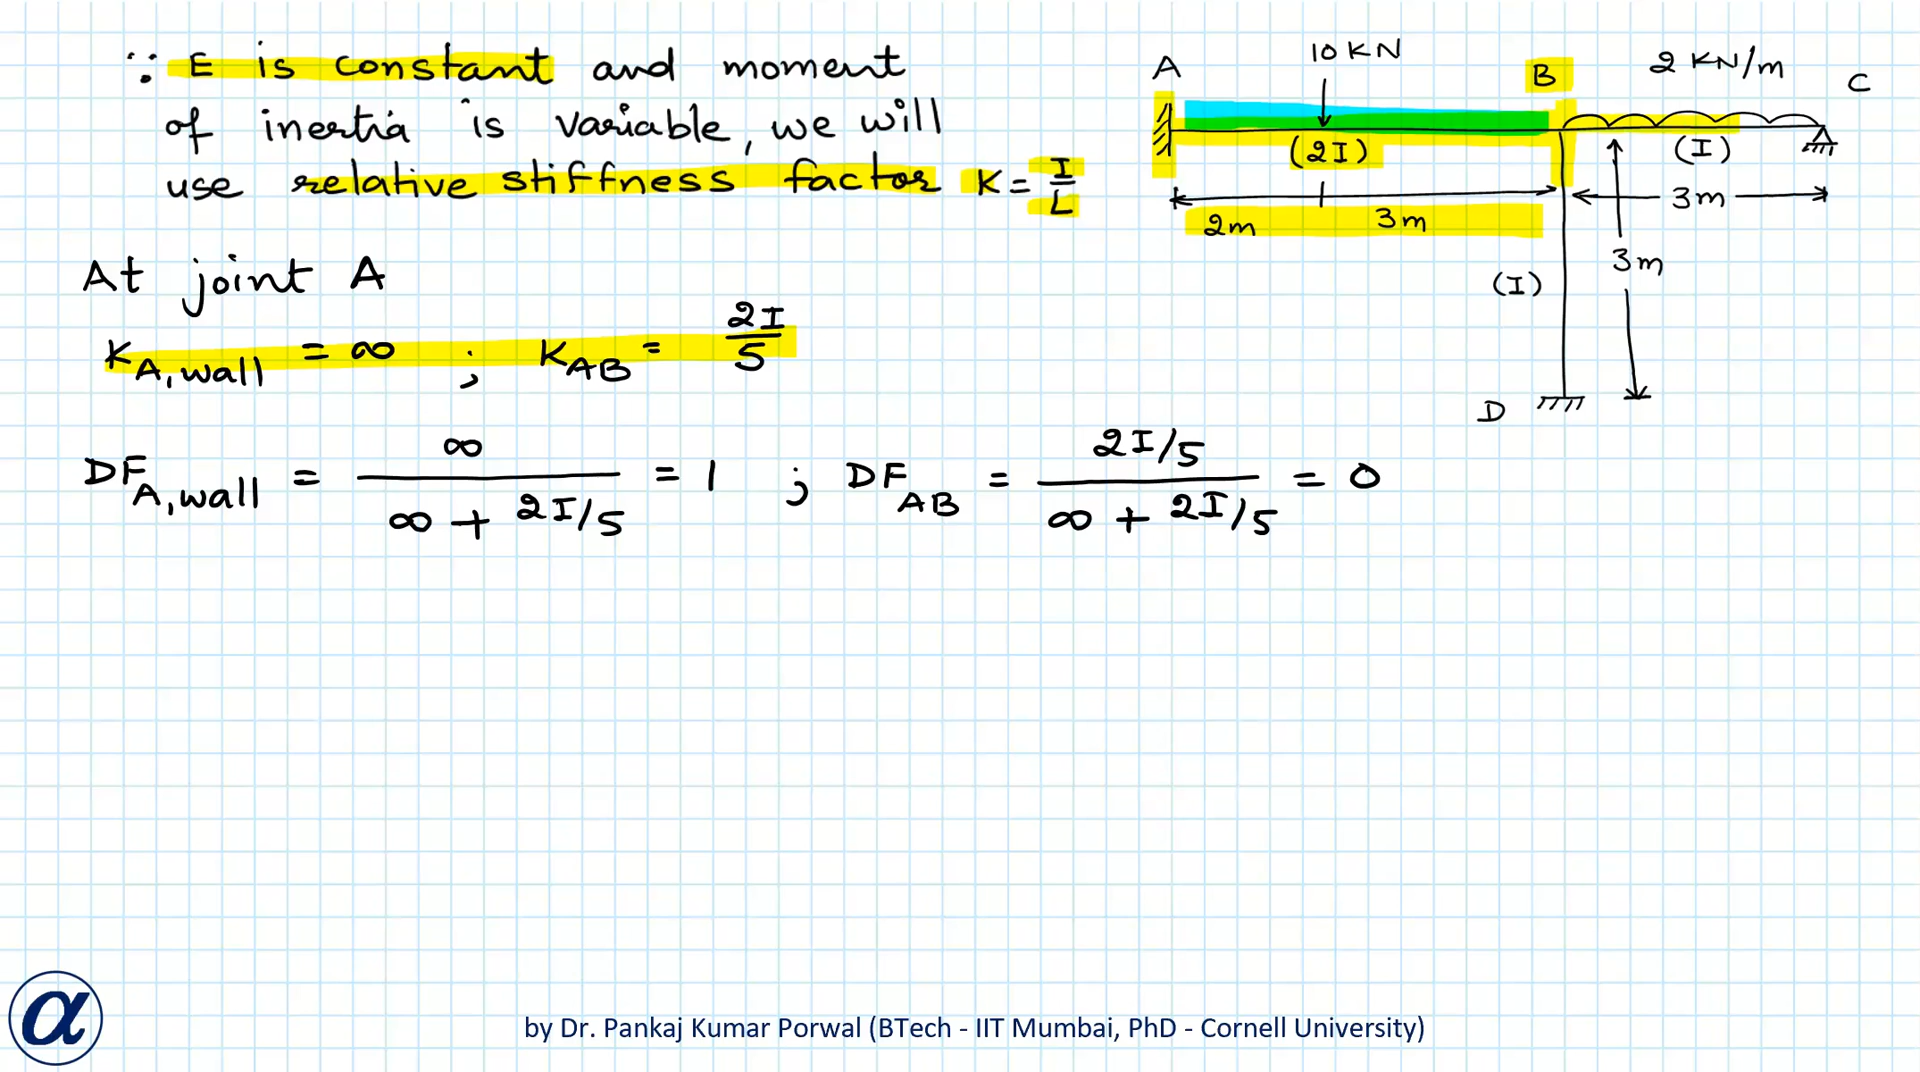 ∵ E is constant and moment
of inertia is variable, we will
use relative stiffness factor K = I/L
A
10 KN
B
2 KN/m
C
(2I)
(I)
2m
3m
3m
3m
(I)
D
At joint A
K_A,wall = ∞ ; K_AB = 2I/5
DF_A,wall = ∞ / (∞ + 2I/5) = 1 ; DF_AB = (2I/5) / (∞ + 2I/5) = 0
α
by Dr. Pankaj Kumar Porwal (BTech - IIT Mumbai, PhD - Cornell University)